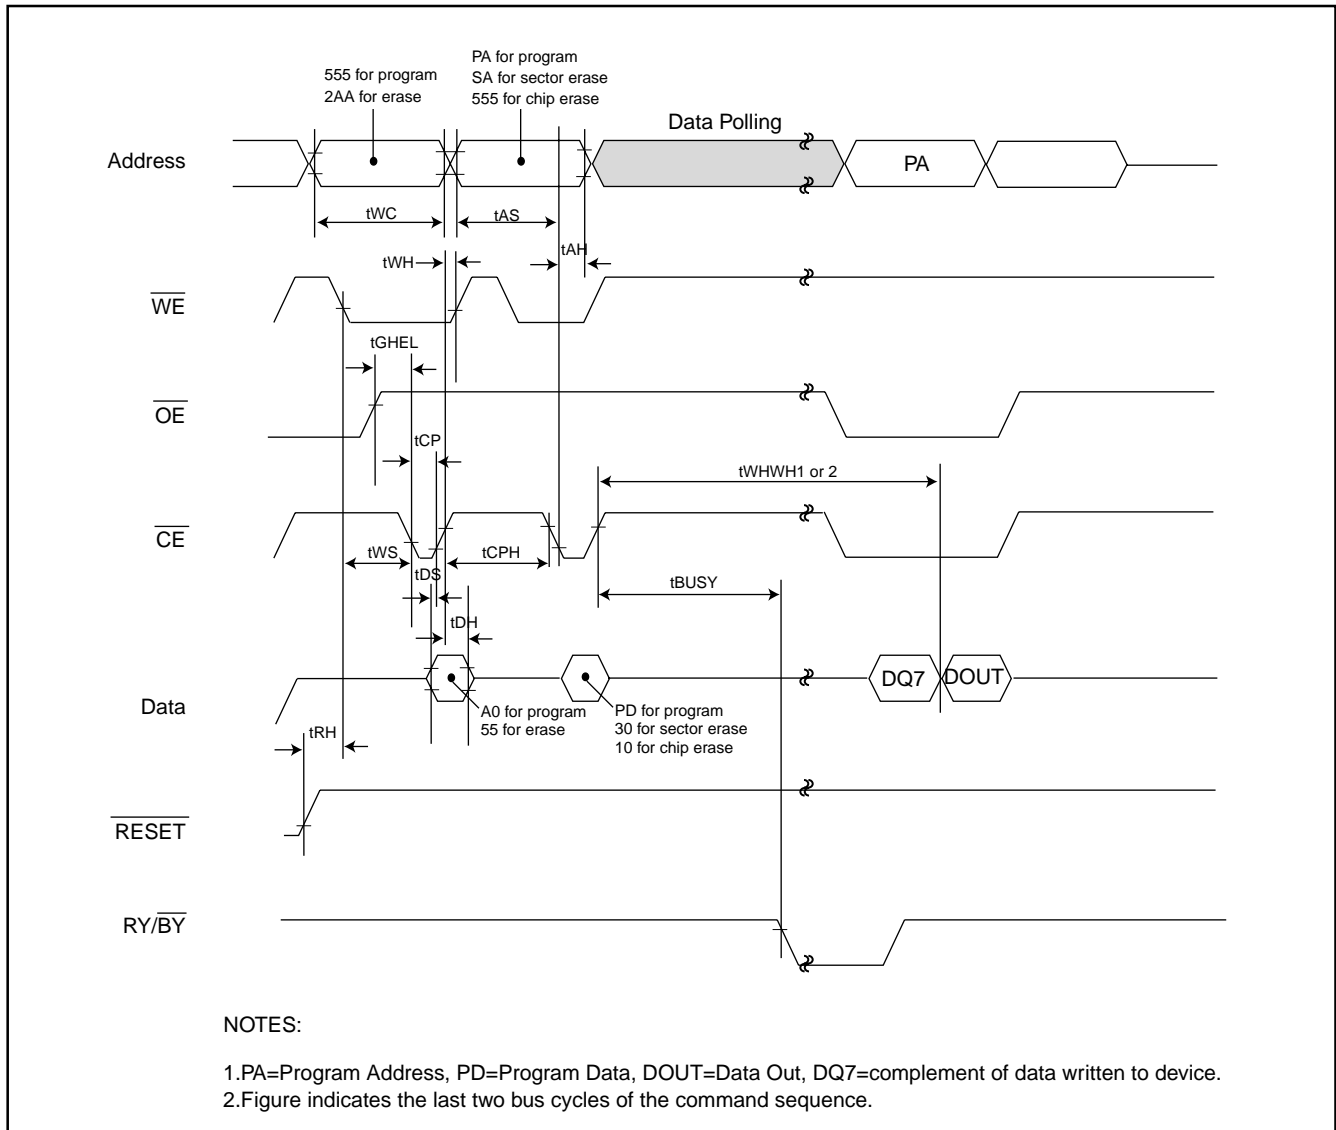 PA for program
SA for sector erase
555 for chip erase
555 for program
2AA for erase
Data Polling
Address
PA
tWC
tAS
tAH
tWH
WE
tGHEL
OE
tCP
tWHWH1 or 2
CE
tWS
tCPH
tDS
tBUSY
tDH
DQ7
DOUT
Data
A0 for program
55 for erase
PD for program
30 for sector erase
10 for chip erase
tRH
RESET
RY/BY
NOTES:
1.PA=Program Address, PD=Program Data, DOUT=Data Out, DQ7=complement of data written to device.
2.Figure indicates the last two bus cycles of the command sequence.